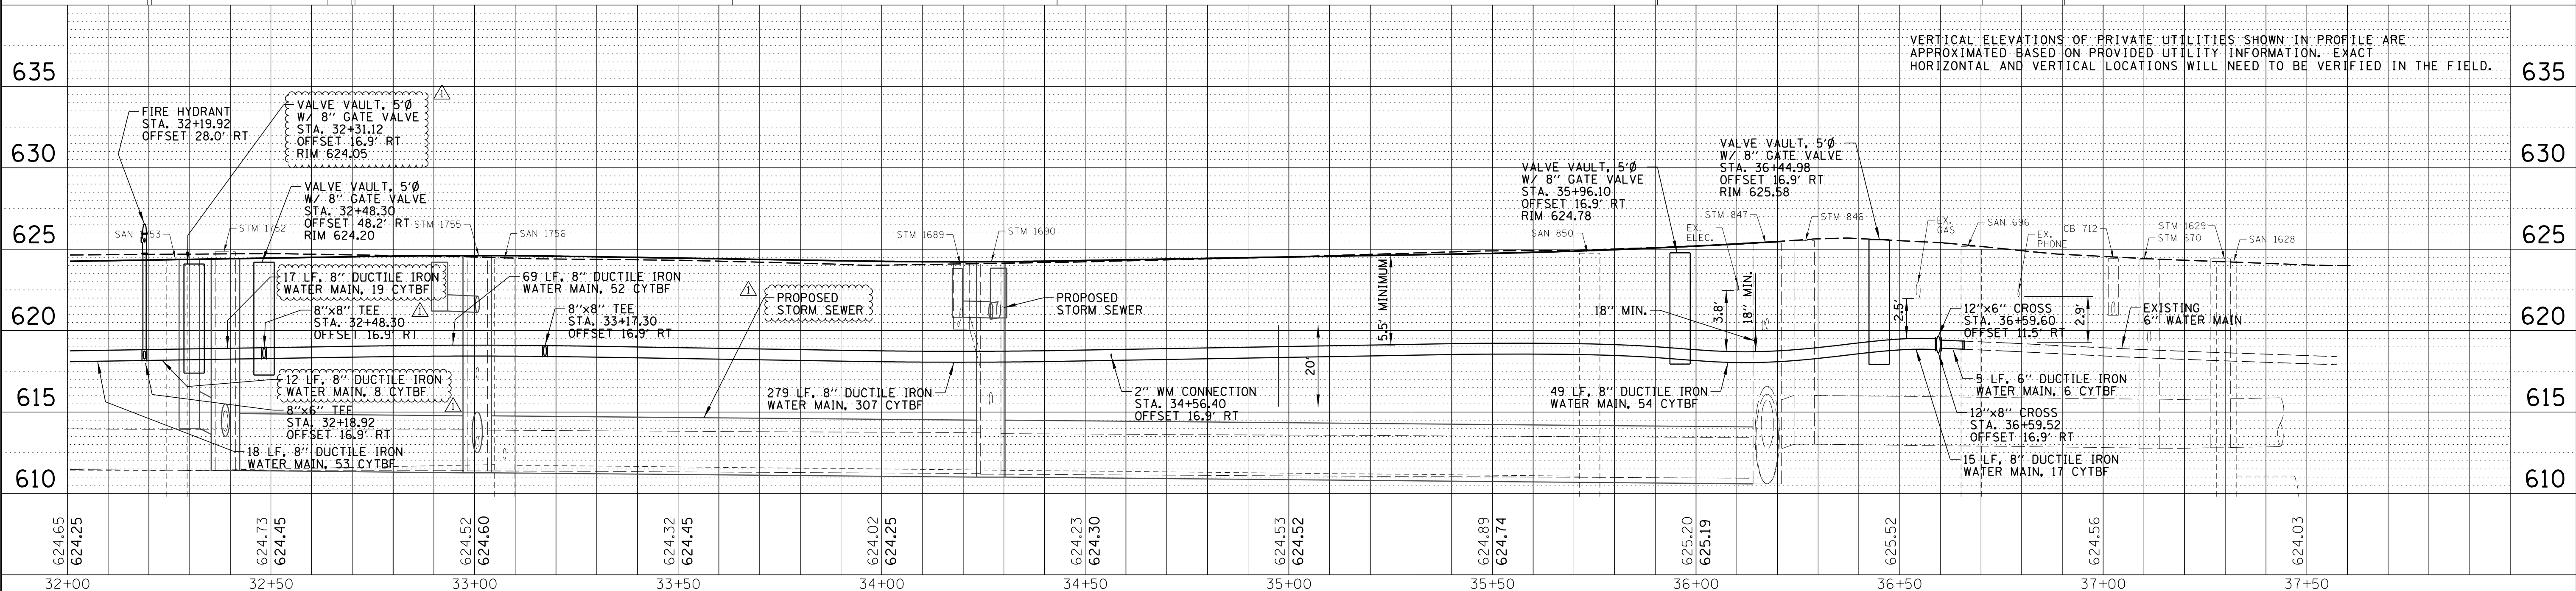 VERTICAL ELEVATIONS OF PRIVATE UTILITIES SHOWN IN PROFILE ARE
APPROXIMATED BASED ON PROVIDED UTILITY INFORMATION. EXACT
HORIZONTAL AND VERTICAL LOCATIONS WILL NEED TO BE VERIFIED IN THE FIELD.
635
630
625
620
615
610
635
630
625
620
615
610
FIRE HYDRANT
STA. 32+19.92
OFFSET 28.0' RT
VALVE VAULT, 5'Ø
W/ 8" GATE VALVE
STA. 32+31.12
OFFSET 16.9' RT
RIM 624.05
1
VALVE VAULT, 5'Ø
W/ 8" GATE VALVE
STA. 32+48.30
OFFSET 48.2' RT
RIM 624.20
SAN
STM 1752
STM 1755
SAN 1756
17 LF, 8" DUCTILE IRON
WATER MAIN, 19 CYTBF
8"x8" TEE
STA. 32+48.30
OFFSET 16.9' RT
1
69 LF, 8" DUCTILE IRON
WATER MAIN, 52 CYTBF
8"x8" TEE
STA. 33+17.30
OFFSET 16.9' RT
12 LF, 8" DUCTILE IRON
WATER MAIN, 8 CYTBF
1
8"x6" TEE
STA. 32+18.92
OFFSET 16.9' RT
18 LF, 8" DUCTILE IRON
WATER MAIN, 53 CYTBF
1
PROPOSED
STORM SEWER
STM 1689
STM 1690
PROPOSED
STORM SEWER
279 LF, 8" DUCTILE IRON
WATER MAIN, 307 CYTBF
2" WM CONNECTION
STA. 34+56.40
OFFSET 16.9' RT
20'
5.5' MINIMUM
VALVE VAULT, 5'Ø
W/ 8" GATE VALVE
STA. 35+96.10
OFFSET 16.9' RT
RIM 624.78
SAN 850
EX.
ELEC.
VALVE VAULT, 5'Ø
W/ 8" GATE VALVE
STA. 36+44.98
OFFSET 16.9' RT
RIM 625.58
STM 847
STM 846
18" MIN.
3.8'
18" MIN.
49 LF, 8" DUCTILE IRON
WATER MAIN, 54 CYTBF
EX.
GAS
SAN 696
EX.
PHONE
CB 712
STM 1629
STM 670
SAN 1628
2.5'
12"x6" CROSS
STA. 36+59.60
OFFSET 11.5' RT
2.9'
EXISTING
6" WATER MAIN
5 LF, 6" DUCTILE IRON
WATER MAIN, 6 CYTBF
12"x8" CROSS
STA. 36+59.52
OFFSET 16.9' RT
15 LF, 8" DUCTILE IRON
WATER MAIN, 17 CYTBF
624.65
624.25
624.73
624.45
624.52
624.60
624.32
624.45
624.02
624.25
624.23
624.30
624.53
624.52
624.89
624.74
625.20
625.19
625.52
624.56
624.03
32+00
32+50
33+00
33+50
34+00
34+50
35+00
35+50
36+00
36+50
37+00
37+50